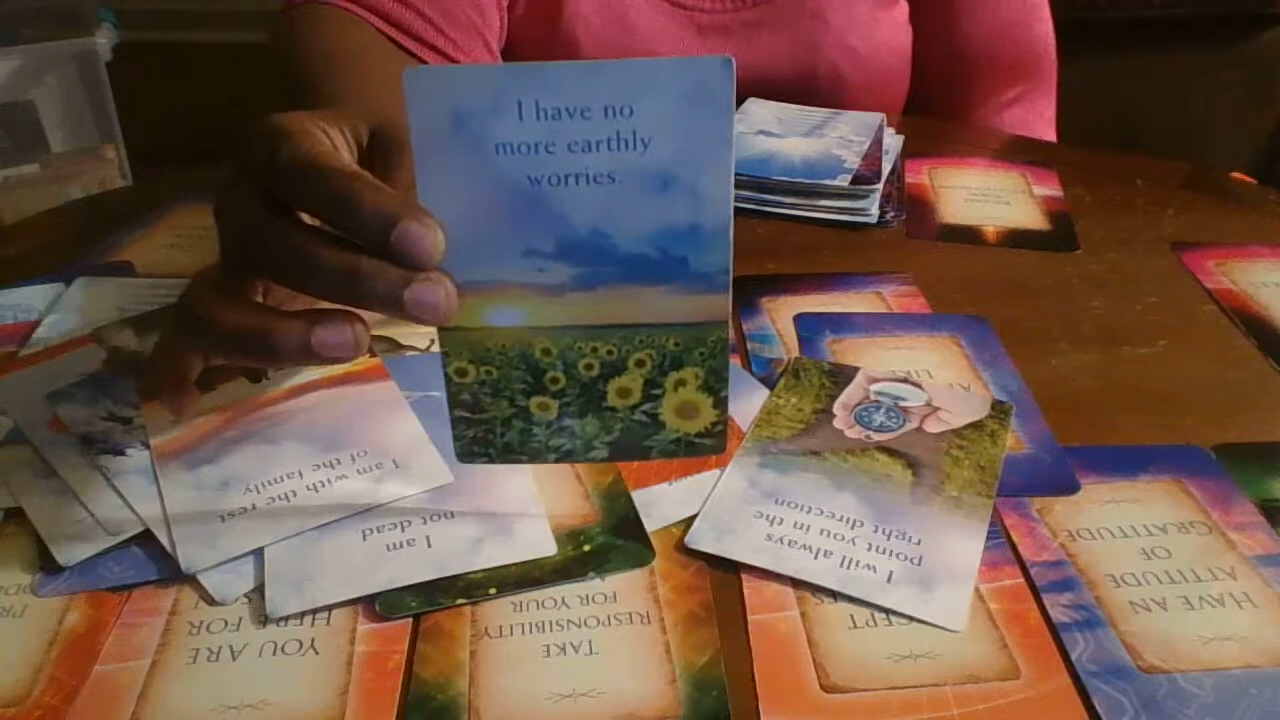 I have no
more earthly
worries.
I am with the rest
of the family
I am
not dead
I will always
point you in the
right direction
HAVE AN
ATTITUDE
OF
GRATITUDE
TAKE
RESPONSIBILITY
FOR YOUR
YOU ARE
HERE FOR
LIKE